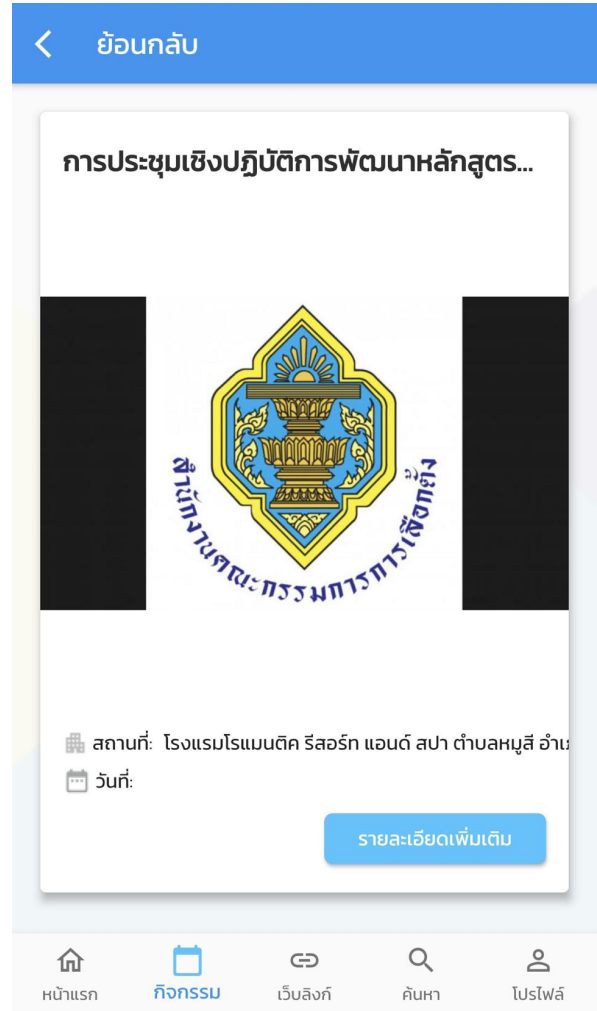 ย้อนกลับ
การประชุมเชิงปฏิบัติการพัฒนาหลักสูตร...
สำนักงานคณะกรรมการการเลือกตั้ง
สถานที่: โรงแรมโรแมนติค รีสอร์ท แอนด์ สปา ตำบลหมูสี
วันที่:
รายละเอียดเพิ่มเติม
หน้าแรก กิจกรรม เว็บลิงก์ ค้นหา โปรไฟล์